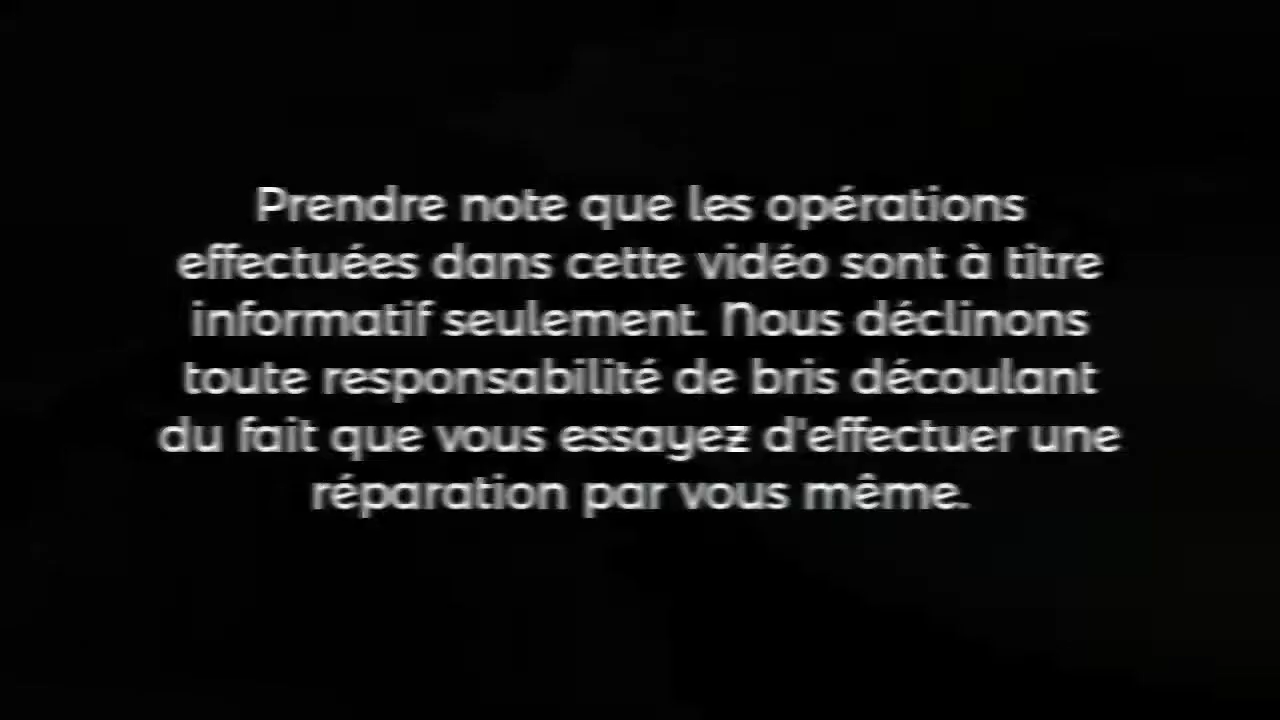 Prendre note que les opérations
effectuées dans cette vidéo sont à titre
informatif seulement. Nous déclinons
toute responsabilité de bris découlant
du fait que vous essayez d'effectuer une
réparation par vous même.